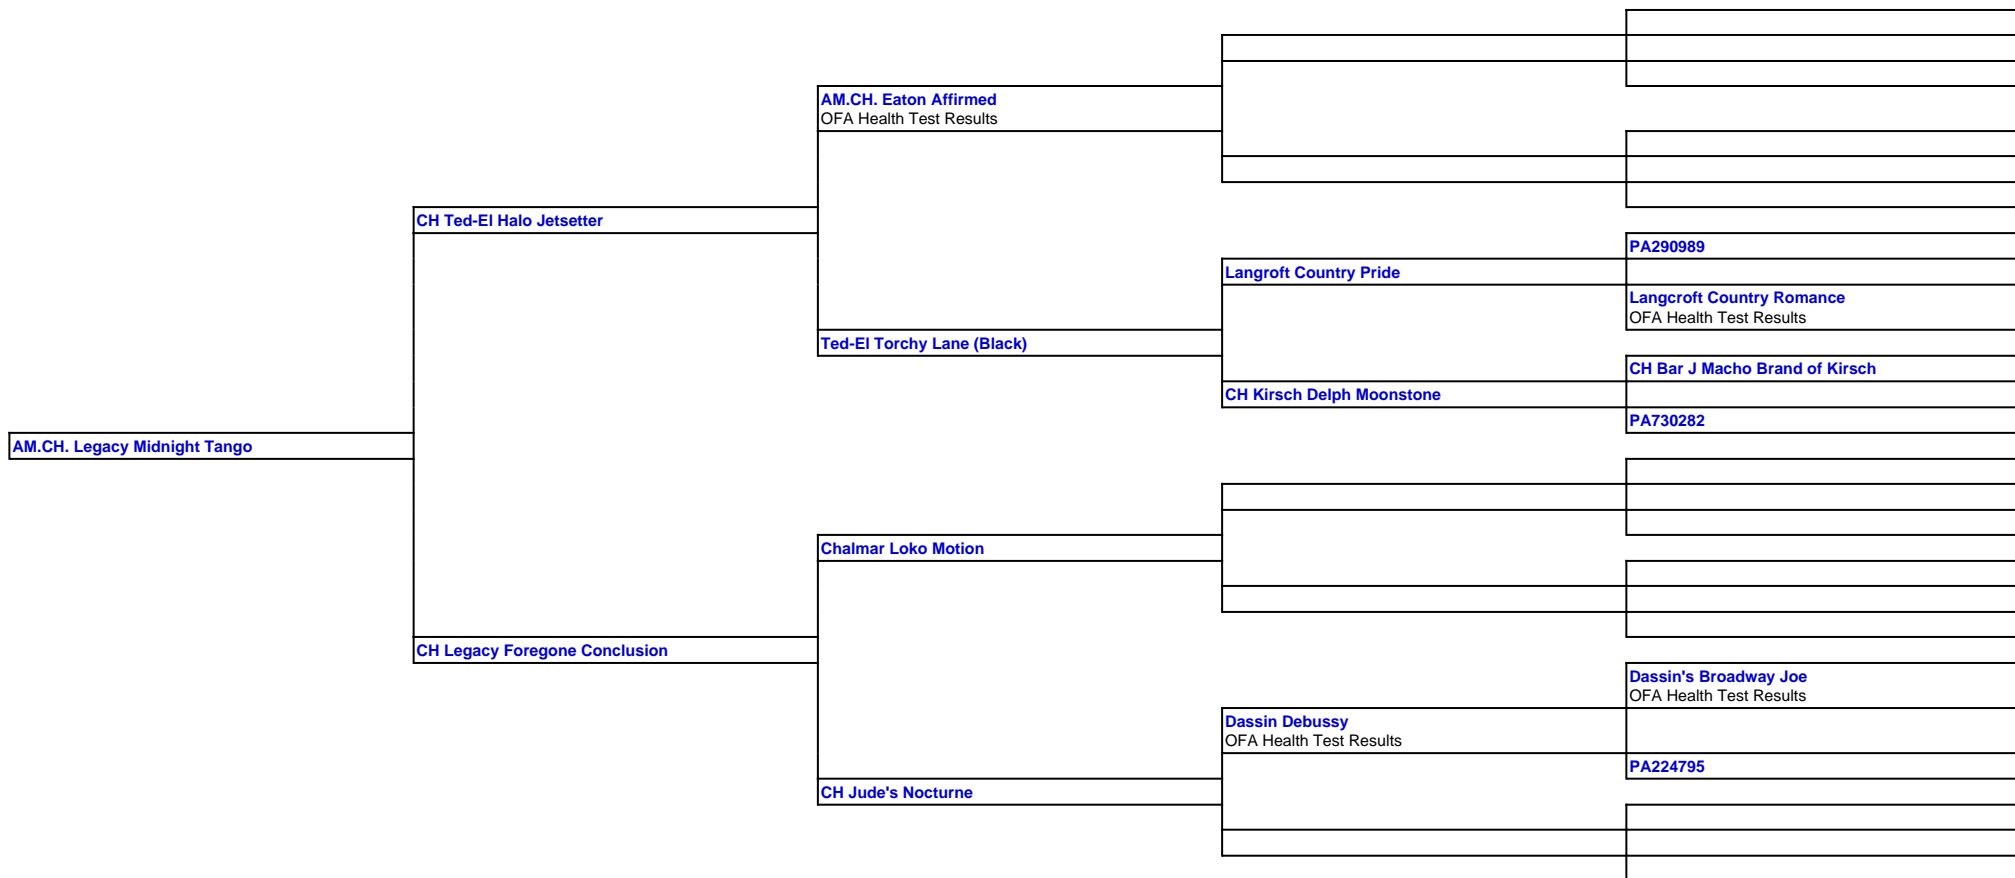 AM.CH. Eaton Affirmed
OFA Health Test Results
CH Ted-El Halo Jetsetter
PA290989
Langroft Country Pride
Langcroft Country Romance
OFA Health Test Results
Ted-El Torchy Lane (Black)
CH Bar J Macho Brand of Kirsch
CH Kirsch Delph Moonstone
PA730282
AM.CH. Legacy Midnight Tango
Chalmar Loko Motion
CH Legacy Foregone Conclusion
Dassin's Broadway Joe
OFA Health Test Results
Dassin Debussy
OFA Health Test Results
PA224795
CH Jude's Nocturne